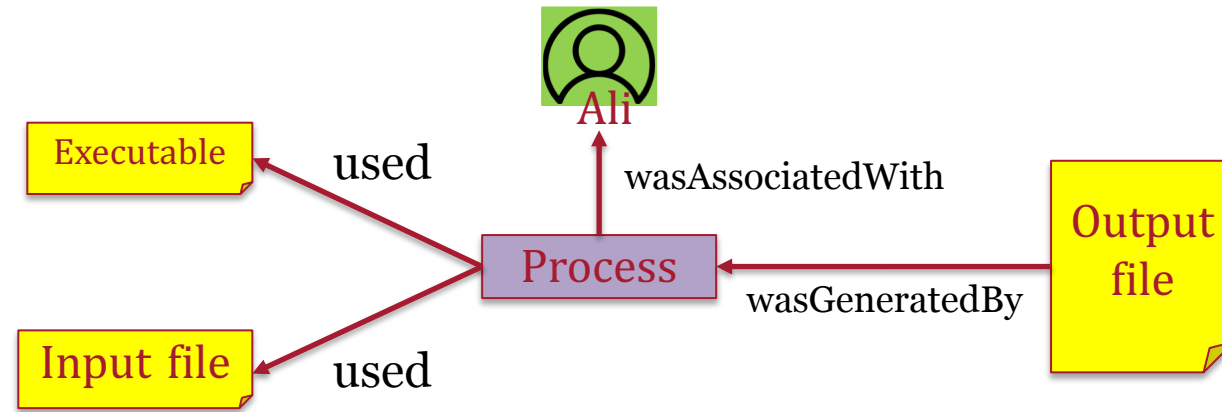 Ali
Executable
used
wasAssociatedWith
Process
Output
file
wasGeneratedBy
Input file
used